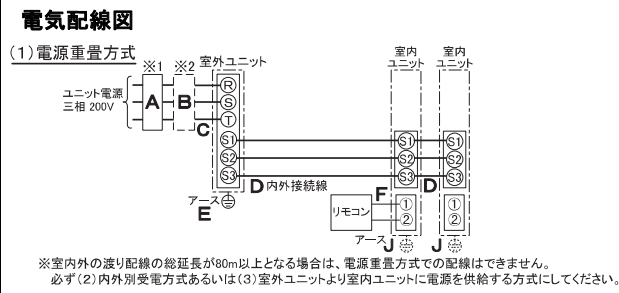 電気配線図
(1)電源重畳方式
※1 ※2 室外ユニット
室内ユニット
室内ユニット
ユニット電源
三相 200V
A
B
C
R
S
T
S1
S2
S3
S1
S2
S3
S1
S2
S3
D 内外接続線
D
アース
E
F
リモコン
①
②
①
②
アース J
J
※室内外の渡り配線の総延長が80m以上となる場合は、電源重畳方式での配線はできません。
必ず(2)内外別受電方式あるいは(3)室外ユニットより室内ユニットに電源を供給する方式にしてください。